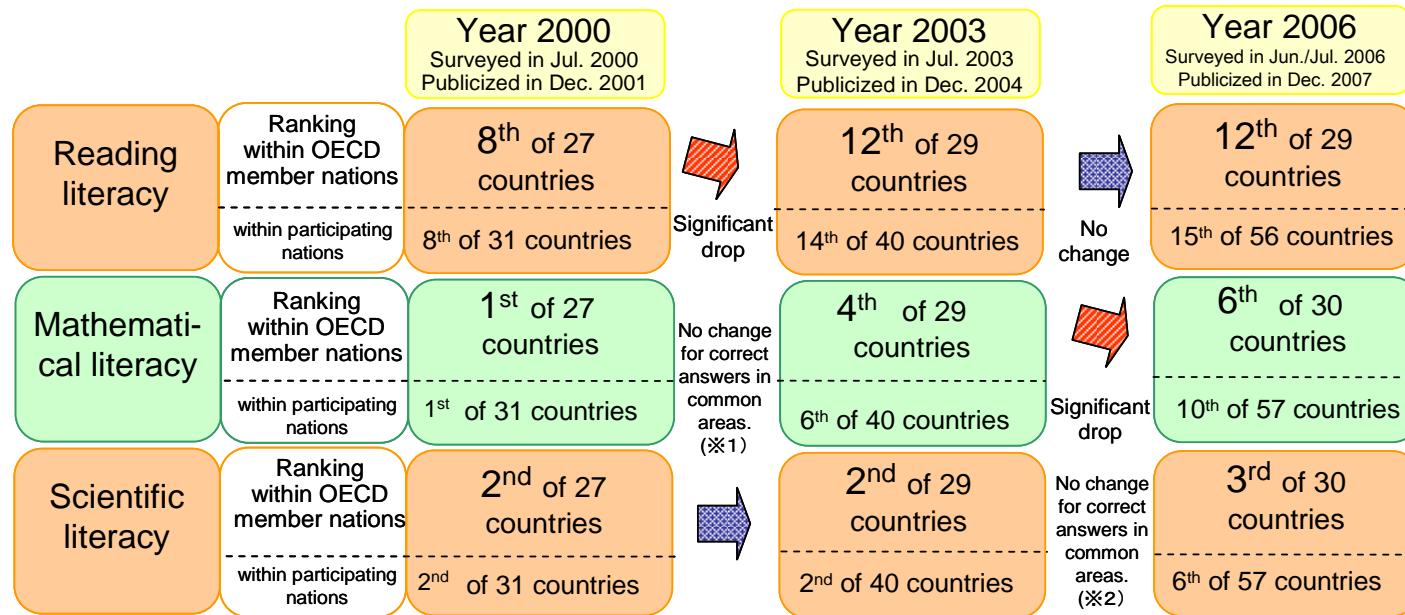 Year 2000
Surveyed in Jul. 2000
Publicized in Dec. 2001
Year 2003
Surveyed in Jul. 2003
Publicized in Dec. 2004
Year 2006
Surveyed in Jun./Jul. 2006
Publicized in Dec. 2007
Reading
literacy
Ranking
within OECD
member nations
within participating
nations
8th of 27
countries
8th of 31 countries
Significant
drop
12th of 29
countries
14th of 40 countries
No
change
12th of 29
countries
15th of 56 countries
Mathemati-
cal literacy
Ranking
within OECD
member nations
within participating
nations
1st of 27
countries
1st of 31 countries
No change
for correct
answers in
common
areas.
(※1)
4th of 29
countries
6th of 40 countries
Significant
drop
6th of 30
countries
10th of 57 countries
Scientific
literacy
Ranking
within OECD
member nations
within participating
nations
2nd of 27
countries
2nd of 31 countries
2nd of 29
countries
2nd of 40 countries
No change
for correct
answers in
common
areas.
(※2)
3rd of 30
countries
6th of 57 countries